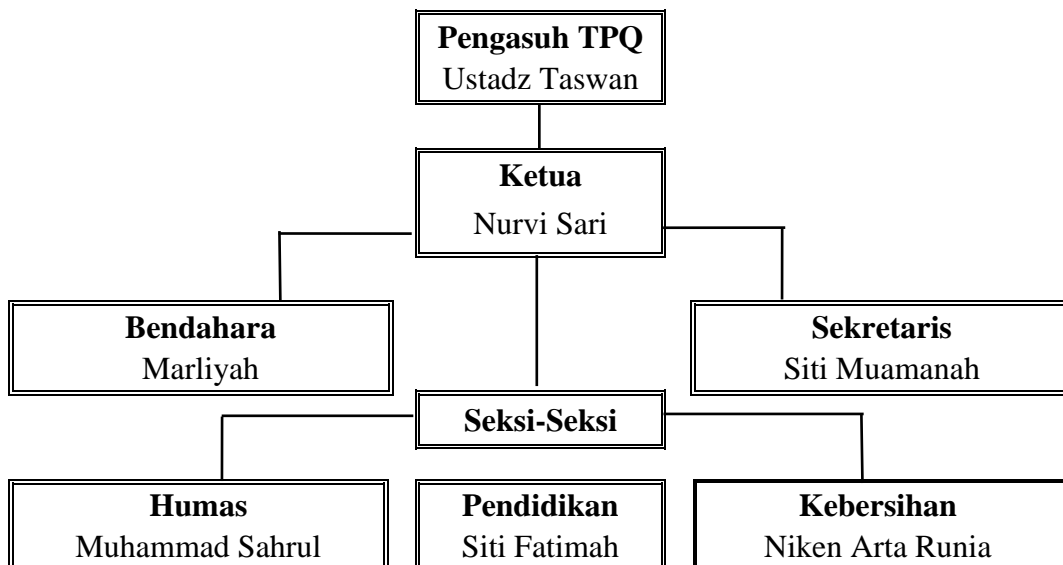 Pengasuh TPQ
Ustadz Taswan
Ketua
Nurvi Sari
Bendahara
Marliyah
Sekretaris
Siti Muamanah
Seksi-Seksi
Humas
Muhammad Sahrul
Pendidikan
Siti Fatimah
Kebersihan
Niken Arta Runia